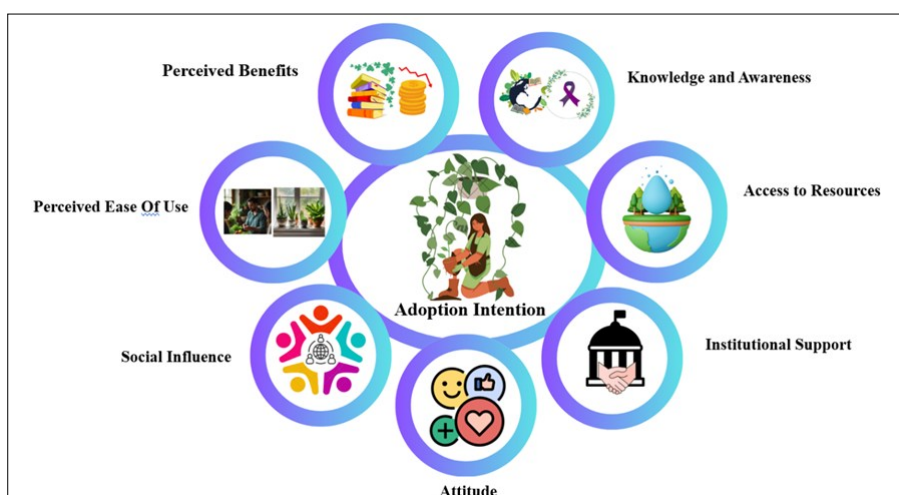 Perceived Benefits
Knowledge and Awareness
Access to Resources
Perceived Ease Of Use
Adoption Intention
Institutional Support
Social Influence
Attitude